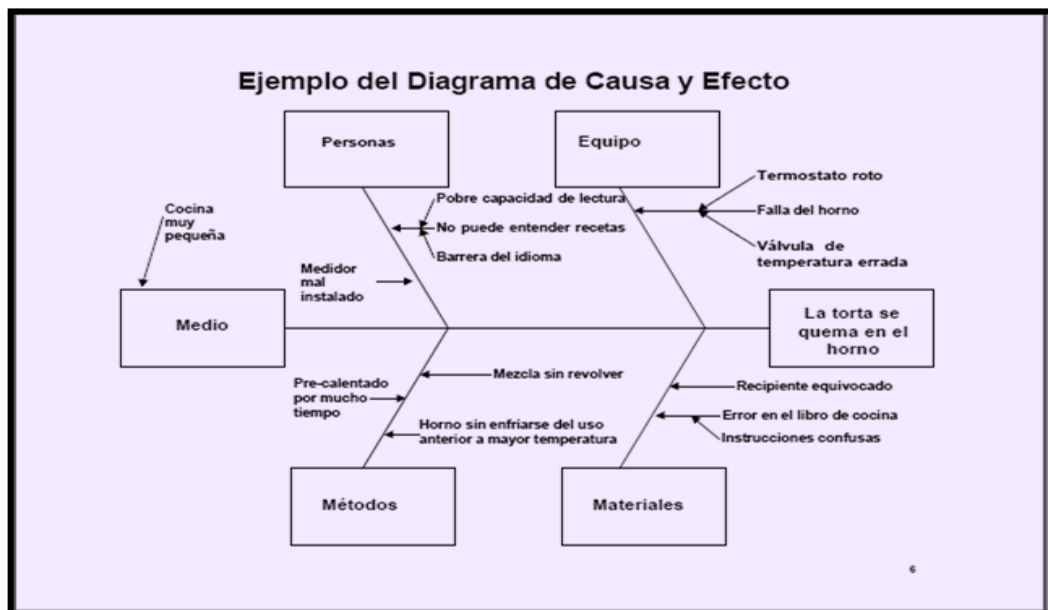 Ejemplo del Diagrama de Causa y Efecto
Personas
Equipo
Termostato roto
Cocina
muy
pequeña
Pobre capacidad de lectura
Falla del horno
No puede entender recetas
Válvula de
temperatura errada
Barrera del idioma
Medidor
mal
instalado
Medio
La torta se
quema en el
horno
Mezcla sin revolver
Pre-calentado
por mucho
tiempo
Recipiente equivocado
Horno sin enfriarse del uso
anterior a mayor temperatura
Error en el libro de cocina
Instrucciones confusas
Métodos
Materiales
6